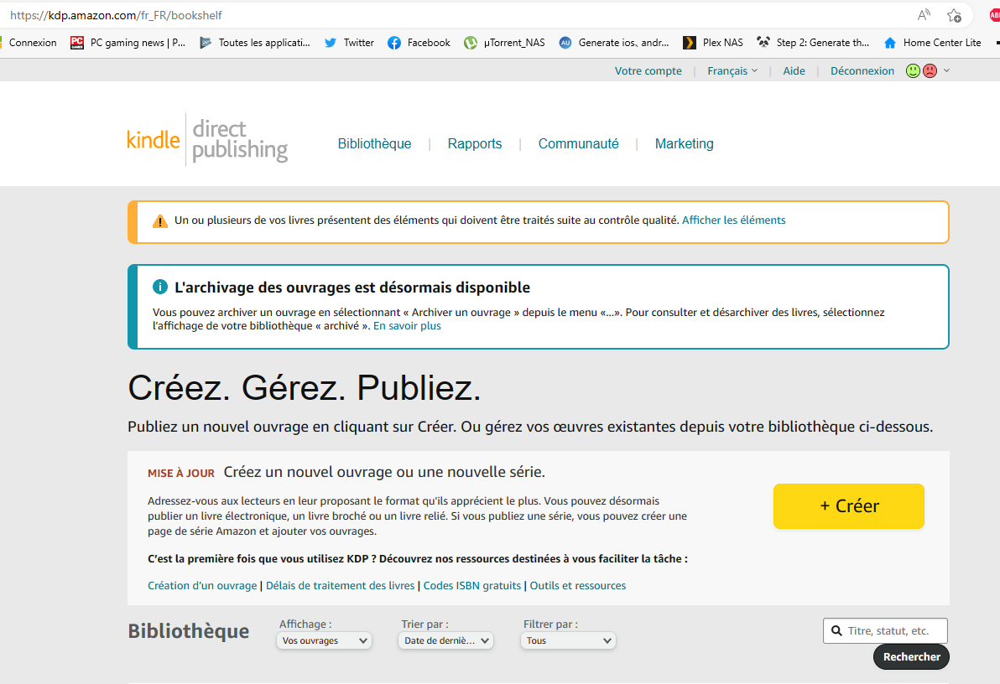 https://kdp.amazon.com/fr_FR/bookshelf
Connexion PC gaming news | P... Toutes les applicati... Twitter Facebook µTorrent_NAS Generate ios, andr... Plex NAS Step 2: Generate th... Home Center Lite
Votre compte | Français | Aide | Déconnexion
kindle direct publishing
Bibliothèque | Rapports | Communauté | Marketing
Un ou plusieurs de vos livres présentent des éléments qui doivent être traités suite au contrôle qualité. Afficher les éléments
L'archivage des ouvrages est désormais disponible
Vous pouvez archiver un ouvrage en sélectionnant « Archiver un ouvrage » depuis le menu «...». Pour consulter et désarchiver des livres, sélectionnez
l'affichage de votre bibliothèque « archivé ». En savoir plus
Créez. Gérez. Publiez.
Publiez un nouvel ouvrage en cliquant sur Créer. Ou gérez vos œuvres existantes depuis votre bibliothèque ci-dessous.
MISE À JOUR Créez un nouvel ouvrage ou une nouvelle série.
Adressez-vous aux lecteurs en leur proposant le format qu'ils apprécient le plus. Vous pouvez désormais
publier un livre électronique, un livre broché ou un livre relié. Si vous publiez une série, vous pouvez créer une
page de série Amazon et ajouter vos ouvrages.
+ Créer
C'est la première fois que vous utilisez KDP ? Découvrez nos ressources destinées à vous faciliter la tâche :
Création d'un ouvrage | Délais de traitement des livres | Codes ISBN gratuits | Outils et ressources
Bibliothèque
Affichage : Trier par : Filtrer par :
Vos ouvrages Date de derniè... Tous
Titre, statut, etc.
Rechercher